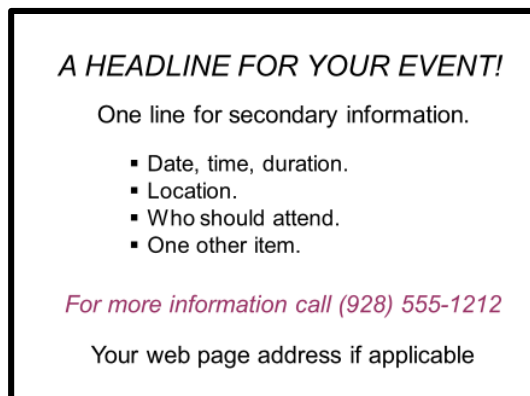 A HEADLINE FOR YOUR EVENT!
One line for secondary information.
▪ Date, time, duration.
▪ Location.
▪ Who should attend.
▪ One other item.
For more information call (928) 555-1212
Your web page address if applicable